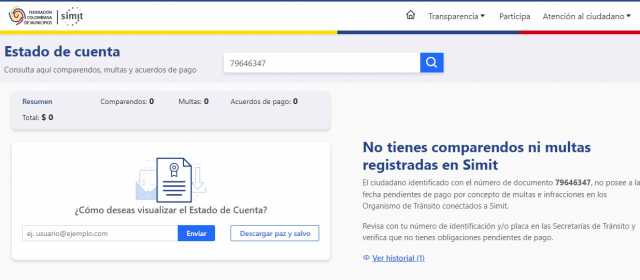 FEDERACIÓN
COLOMBIANA
DE MUNICIPIOS
simit
Transparencia
Participa
Atención al ciudadano
Estado de cuenta
Consulta aquí comparendos, multas y acuerdos de pago
79646347
Resumen
Comparendos: 0
Multas: 0
Acuerdos de pago: 0
Total: $ 0
¿Cómo deseas visualizar el Estado de Cuenta?
ej. usuario@ejemplo.com
Enviar
Descargar paz y salvo
No tienes comparendos ni multas
registradas en Simit
El ciudadano identificado con el número de documento 79646347, no posee a la
fecha pendientes de pago por concepto de multas e infracciones en los
Organismo de Tránsito conectados a Simit.
Revisa con tu número de identificación y/o placa en las Secretarías de Tránsito y
verifica que no tienes obligaciones pendientes de pago.
Ver historial (1)